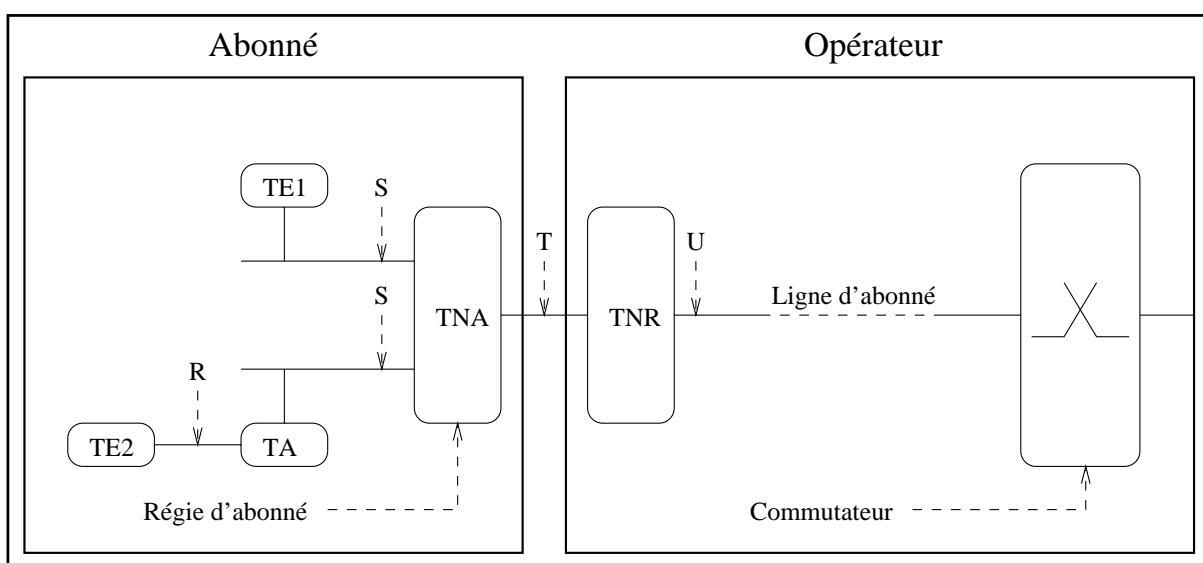 Abonné
Opérateur
TE1
S
T
U
S
TNA
TNR
Ligne d’abonné
R
TE2
TA
Régie d’abonné
Commutateur